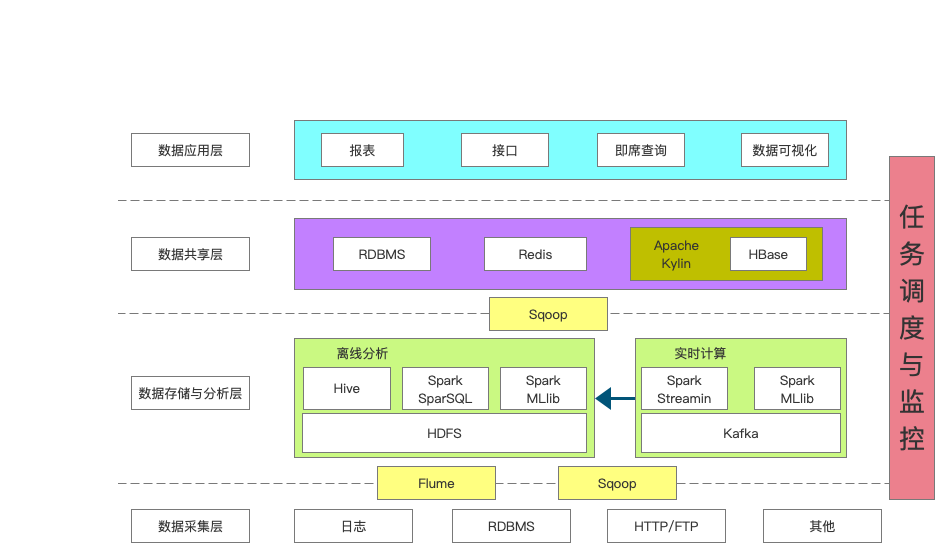 数据应用层
报表
接口
即席查询
数据可视化
数据共享层
RDBMS
Redis
Apache
Kylin
HBase
Sqoop
数据存储与分析层
离线分析
Hive
Spark
SparSQL
Spark
MLlib
HDFS
实时计算
Spark
Streamin
Spark
MLlib
Kafka
Flume
Sqoop
数据采集层
日志
RDBMS
HTTP/FTP
其他
任务调度与监控